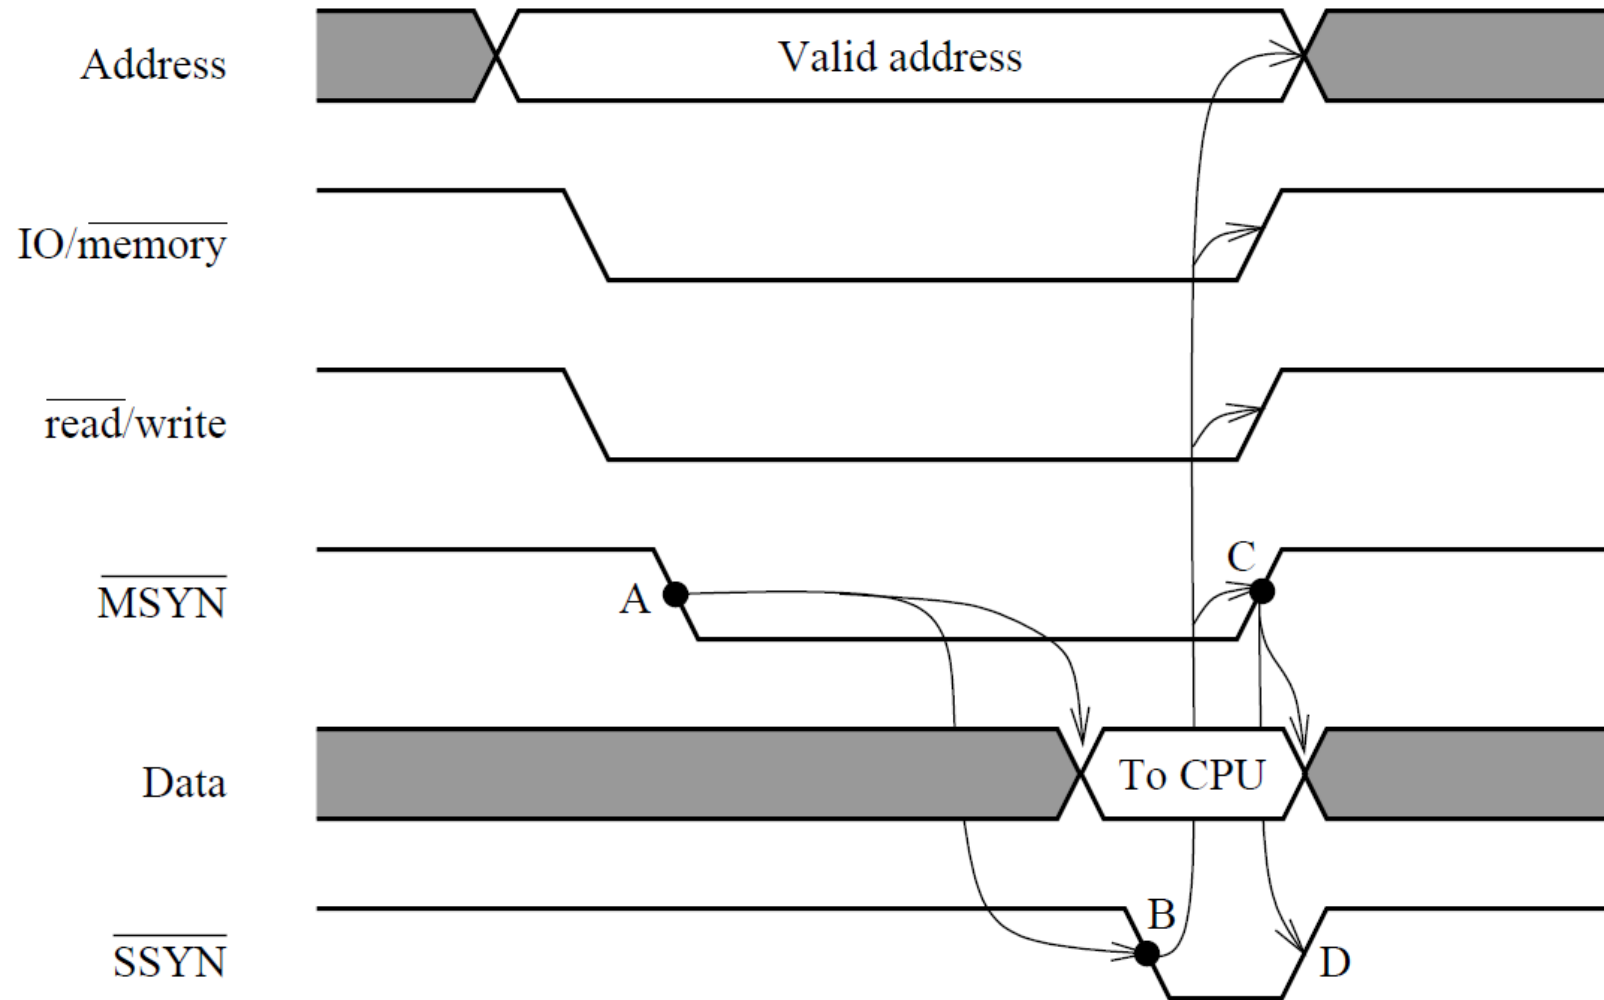 Address
Valid address
IO/memory
read/write
MSYN
A
C
Data
To CPU
SSYN
B
D